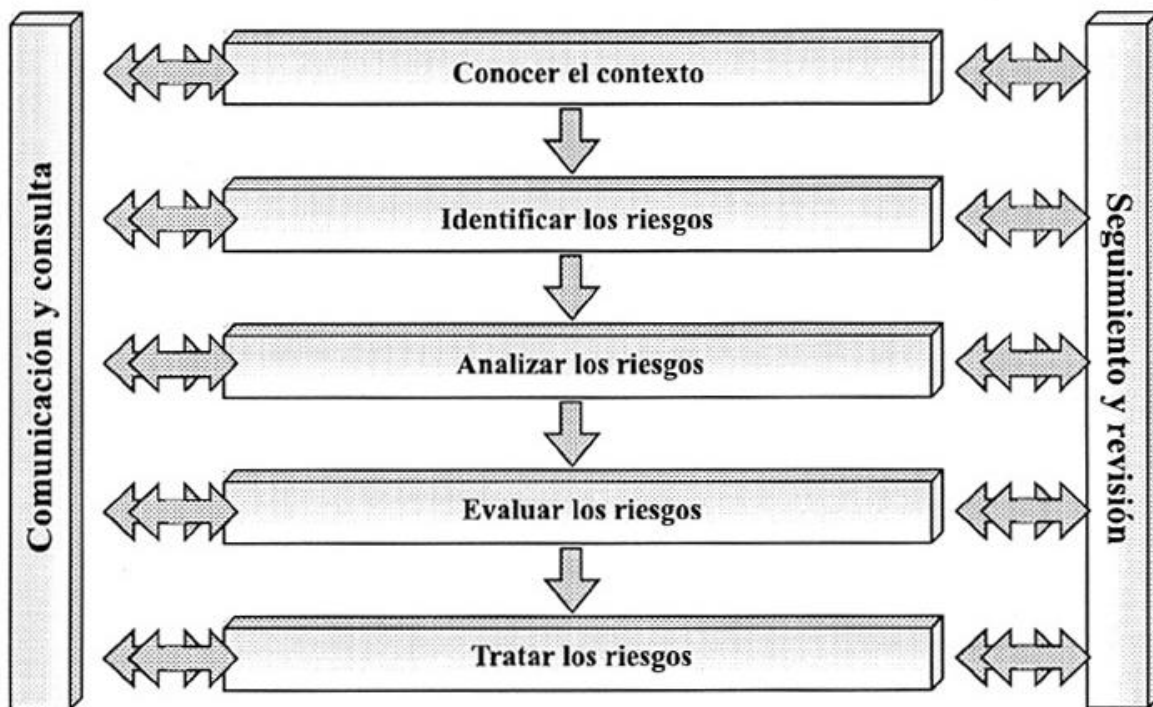 Comunicación y consulta
Conocer el contexto
Identificar los riesgos
Analizar los riesgos
Evaluar los riesgos
Tratar los riesgos
Seguimiento y revisión